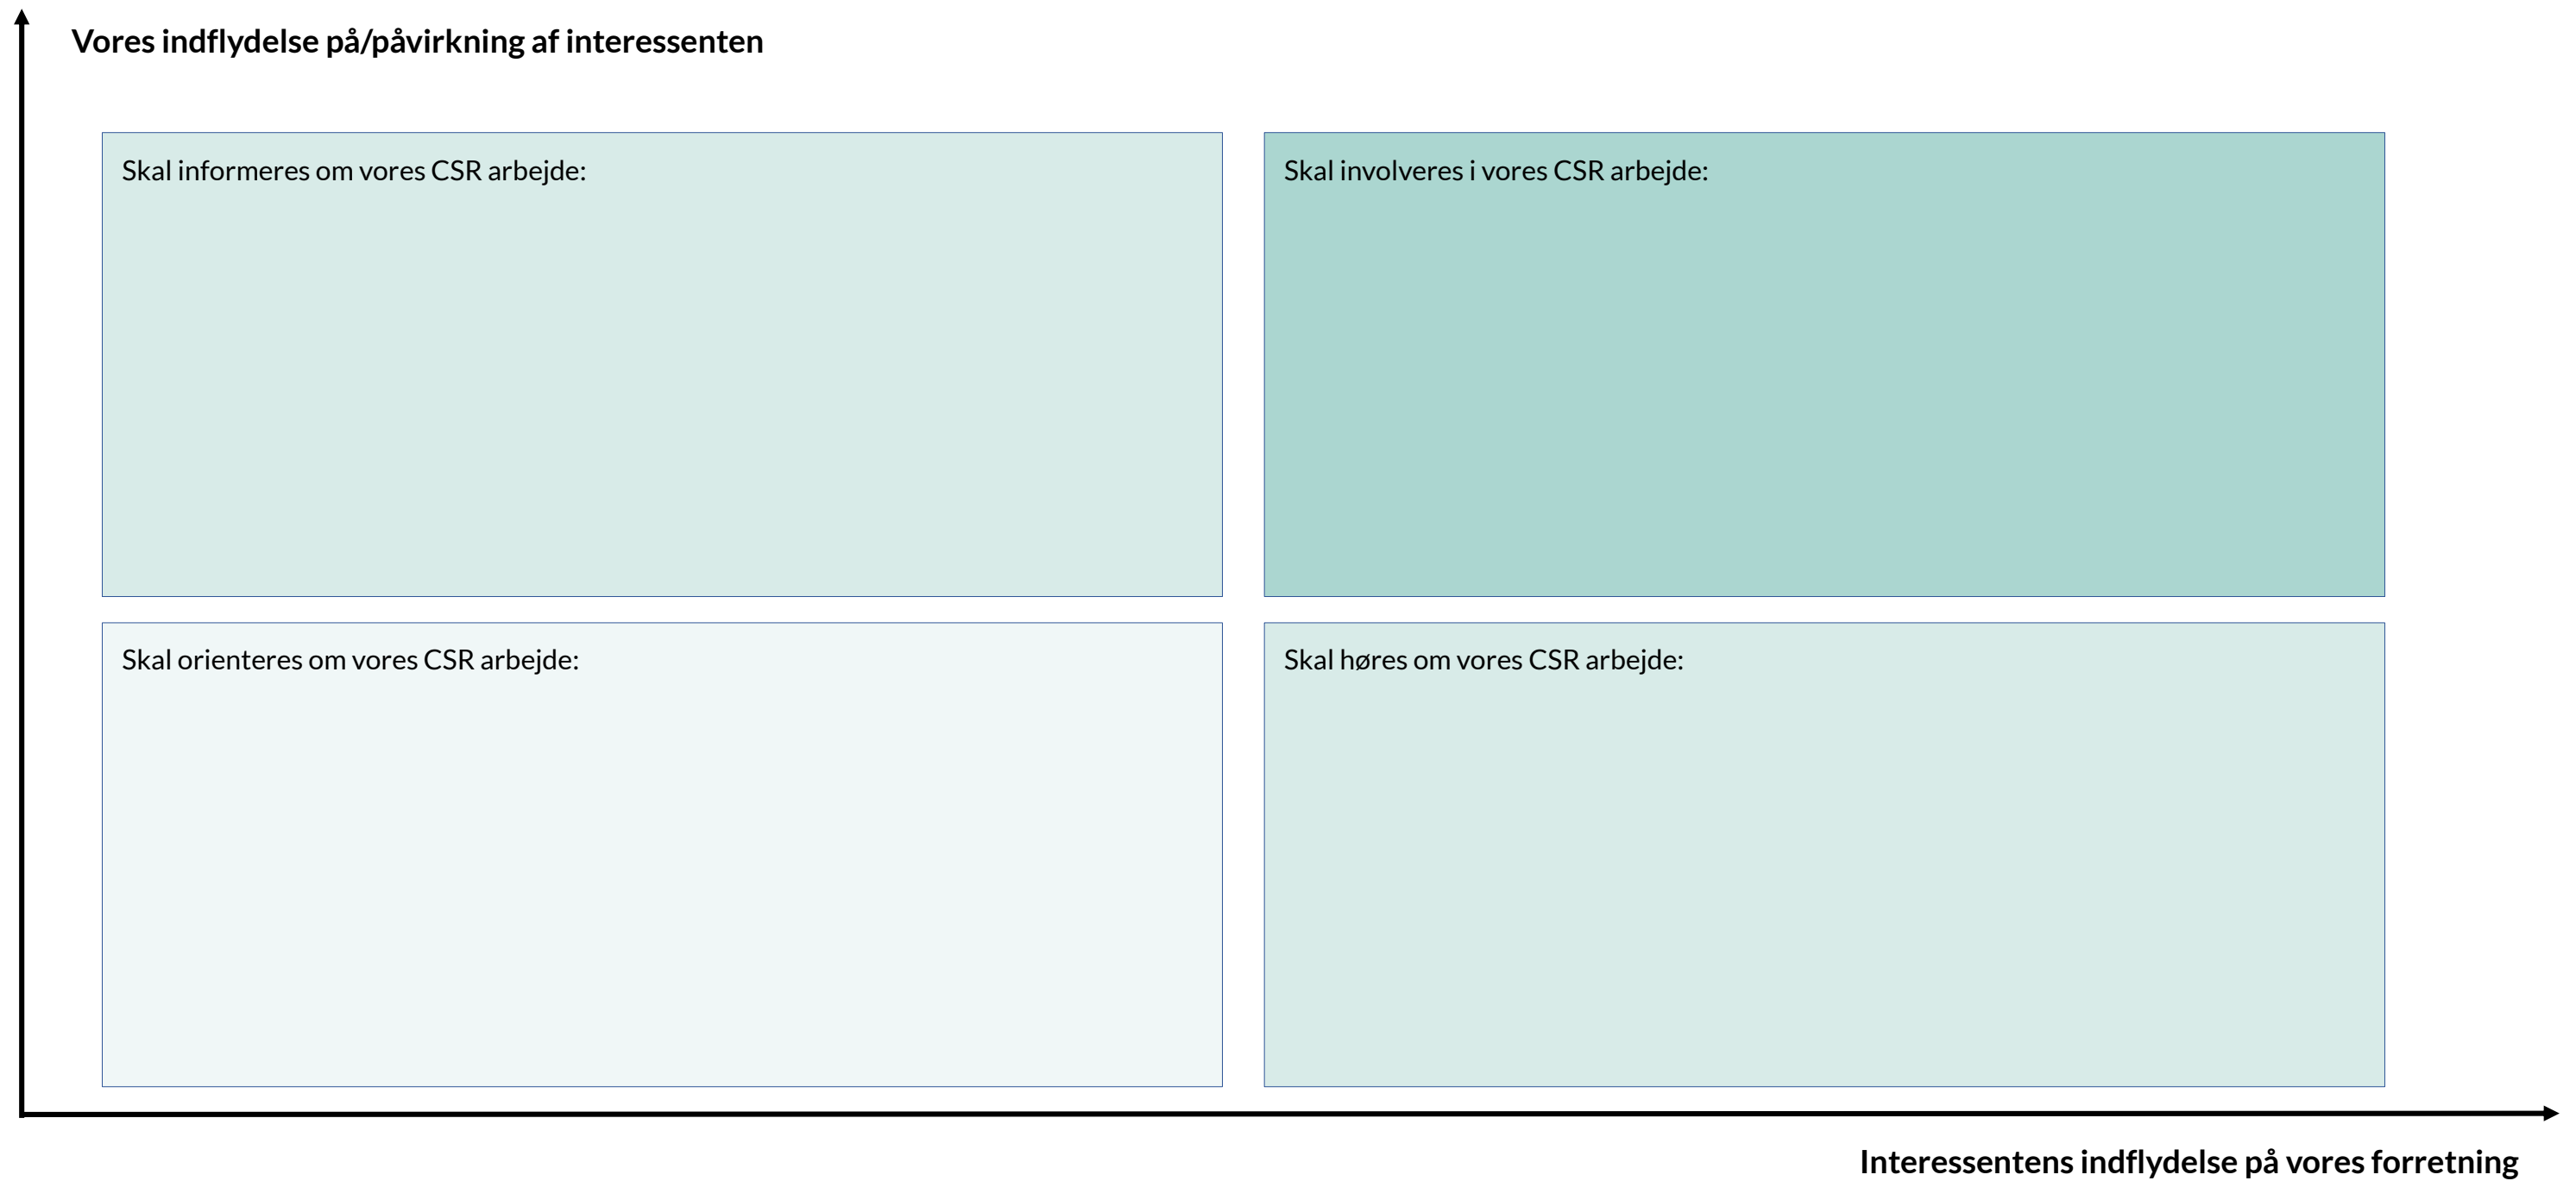 Vores indflydelse på/påvirkning af interessenten
Skal informeres om vores CSR arbejde:
Skal involveres i vores CSR arbejde:
Skal orienteres om vores CSR arbejde:
Skal høres om vores CSR arbejde:
Interessentens indflydelse på vores forretning